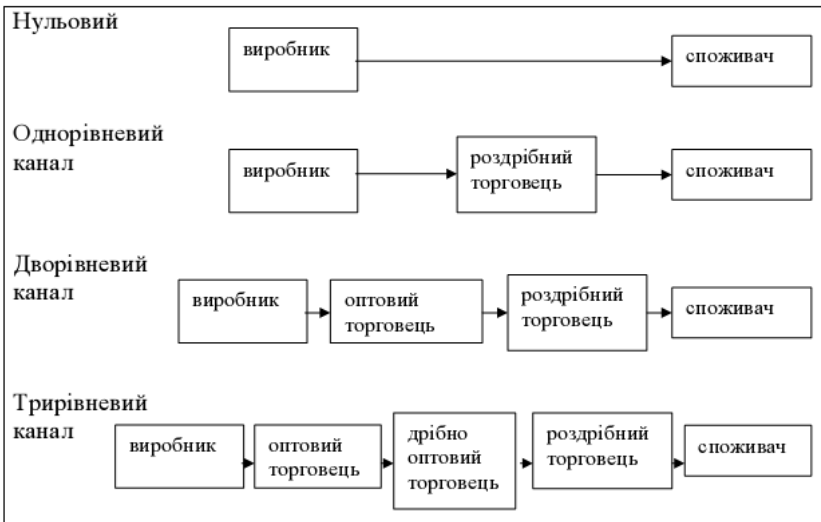 Нульовий
виробник
споживач
Однорівневий
канал
виробник
роздрібний
торговець
споживач
Дворівневий
канал
виробник
оптовий
торговець
роздрібний
торговець
споживач
Трирівневий
канал
виробник
оптовий
торговець
дрібно
оптовий
торговець
роздрібний
торговець
споживач